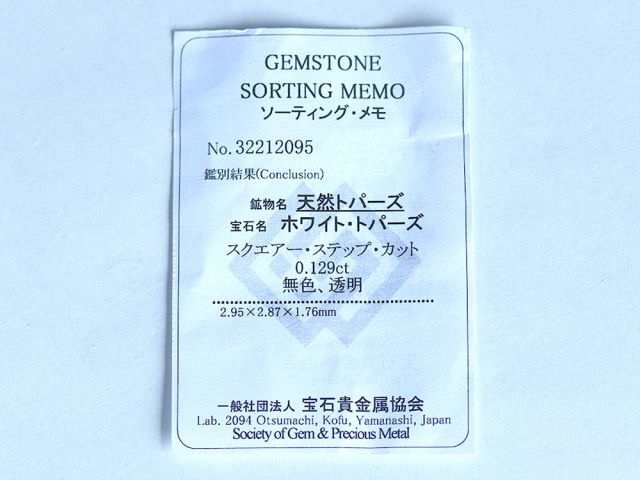 GEMSTONE
SORTING MEMO
ソーティング・メモ
No. 32212095
鑑別結果(Conclusion)
鉱物名 天然トパーズ
宝石名 ホワイト・トパーズ
スクエアー・ステップ・カット
0.129ct
無色、透明
2.95×2.87×1.76mm
一般社団法人 宝石貴金属協会
Lab. 2094 Otsumachi, Kofu, Yamanashi, Japan
Society of Gem & Precious Metal